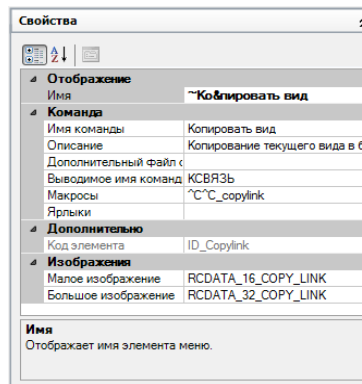 Свойства
Отображение
Имя ~Ко&пировать вид
Команда
Имя команды Копировать вид
Описание Копирование текущего вида в б
Дополнительный файл с
Выводимое имя команд КСВЯЗЬ
Макросы ^C^C_copylink
Ярлыки
Дополнительно
Код элемента ID_Copylink
Изображения
Малое изображение RCDATA_16_COPY_LINK
Большое изображение RCDATA_32_COPY_LINK
Имя
Отображает имя элемента меню.